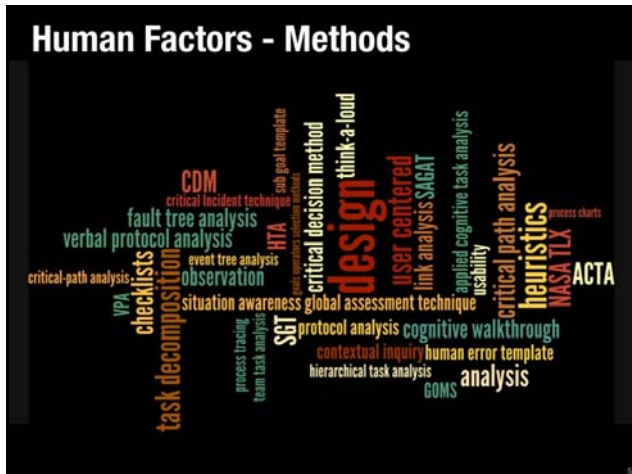 Human Factors - Methods
sub goal template
critical decision method
think-a-loud
design
user centered
link analysis
SAGAT
applied cognitive task analysis
usability
critical path analysis
heuristics
NASA TLX
process charts
ACTA
CDM
critical Incident technique
HTA
goals operators selection methods
fault tree analysis
verbal protocol analysis
event tree analysis
critical-path analysis
VPA
checklists
task decomposition
observation
situation awareness global assessment technique
process tracing
team task analysis
SGT
protocol analysis
cognitive walkthrough
contextual inquiry
human error template
hierarchical task analysis
GOMS
analysis